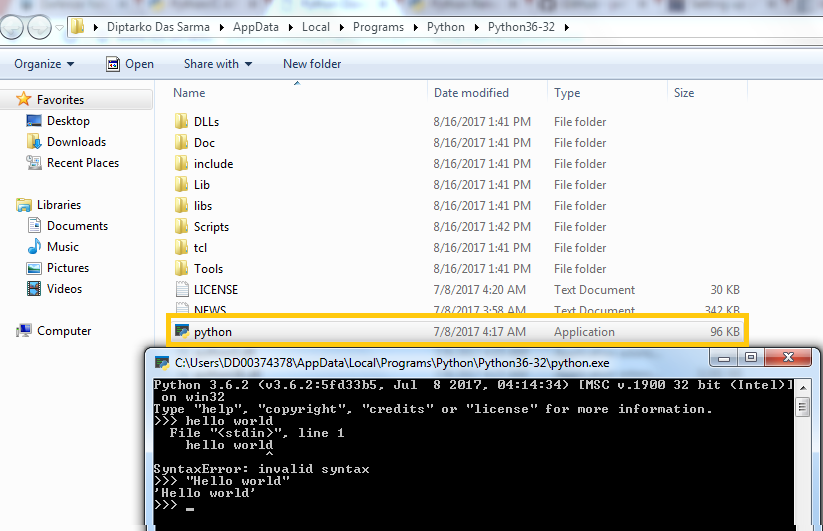 Diptarko Das Sarma AppData Local Programs Python Python36-32
Organize Open Share with New folder
Name Date modified Type Size
Favorites
Desktop
Downloads
Recent Places
Libraries
Documents
Music
Pictures
Videos
Computer
DLLs 8/16/2017 1:41 PM File folder
Doc 8/16/2017 1:41 PM File folder
include 8/16/2017 1:41 PM File folder
Lib 8/16/2017 1:41 PM File folder
libs 8/16/2017 1:41 PM File folder
Scripts 8/16/2017 1:42 PM File folder
tcl 8/16/2017 1:41 PM File folder
Tools 8/16/2017 1:41 PM File folder
LICENSE 7/8/2017 4:20 AM Text Document 30 KB
NEWS 7/8/2017 3:58 AM Text Document 342 KB
python 7/8/2017 4:17 AM Application 96 KB
C:\Users\DD00374378\AppData\Local\Programs\Python\Python36-32\python.exe
Python 3.6.2 (v3.6.2:5fd33b5, Jul  8 2017, 04:14:34) [MSC v.1900 32 bit (Intel)]
 on win32
Type "help", "copyright", "credits" or "license" for more information.
>>> hello world
  File "<stdin>", line 1
    hello world
              ^
SyntaxError: invalid syntax
>>> "Hello world"
'Hello world'
>>> _